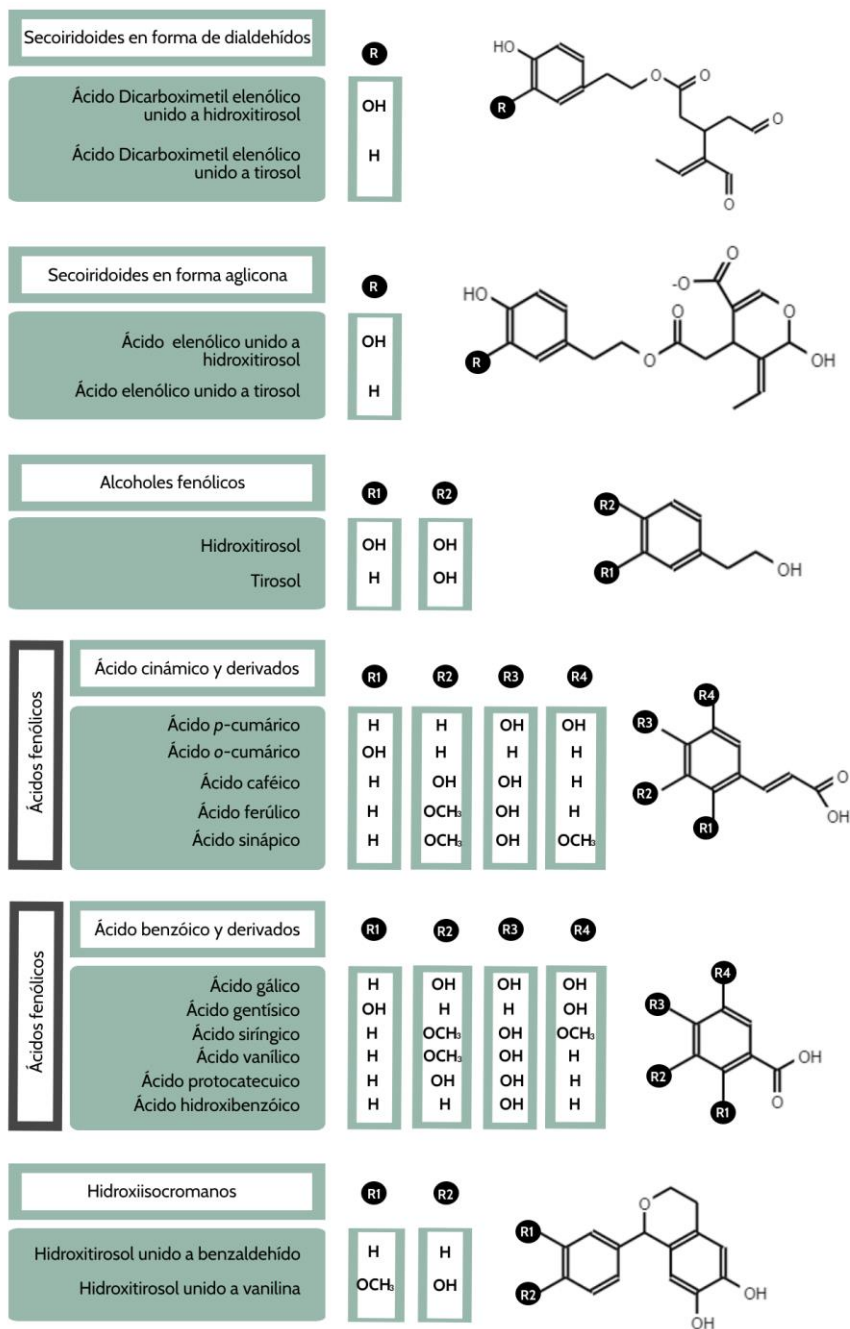 Secoiridoides en forma de dialdehídos
R
Ácido Dicarboximetil elenólico
unido a hidroxitirosol
OH
Ácido Dicarboximetil elenólico
unido a tirosol
H
HO
R
O
O
O
O
Secoiridoides en forma aglicona
R
Ácido elenólico unido a
hidroxitirosol
OH
Ácido elenólico unido a tirosol
H
HO
R
O
O
-O
O
O
OH
Alcoholes fenólicos
R1 R2
Hidroxitirosol OH OH
Tirosol H OH
R2
R1
OH
Ácidos fenólicos
Ácido cinámico y derivados
R1 R2 R3 R4
Ácido p-cumárico H H OH OH
Ácido o-cumárico OH H H H
Ácido caféico H OH OH H
Ácido ferúlico H OCH₃ OH H
Ácido sinápico H OCH₃ OH OCH₃
R4
R3
R2
R1
O
OH
Ácidos fenólicos
Ácido benzóico y derivados
R1 R2 R3 R4
Ácido gálico H OH OH OH
Ácido gentísico OH H H OH
Ácido siríngico H OCH₃ OH OCH₃
Ácido vanílico H OCH₃ OH H
Ácido protocatecuico H OH OH H
Ácido hidroxibenzóico H H OH H
R4
R3
R2
R1
OH
O
Hidroxiisocromanos
R1 R2
Hidroxitirosol unido a benzaldehído H H
Hidroxitirosol unido a vanilina OCH₃ OH
O
R1
R2
OH
OH